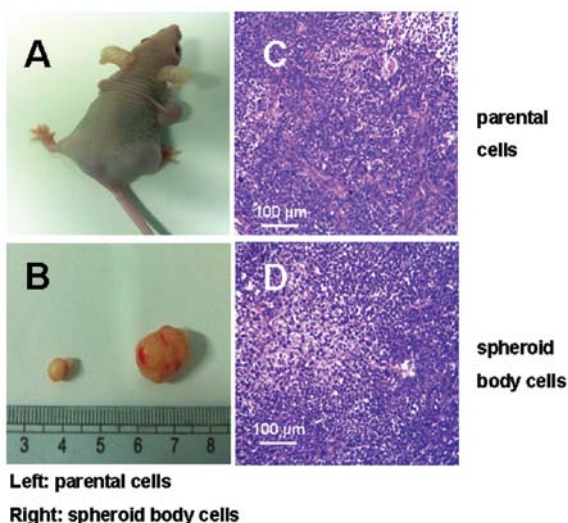 A
C
100 µm
parental
cells
B
3 4 5 6 7 8
D
100 µm
spheroid
body cells
Left: parental cells
Right: spheroid body cells